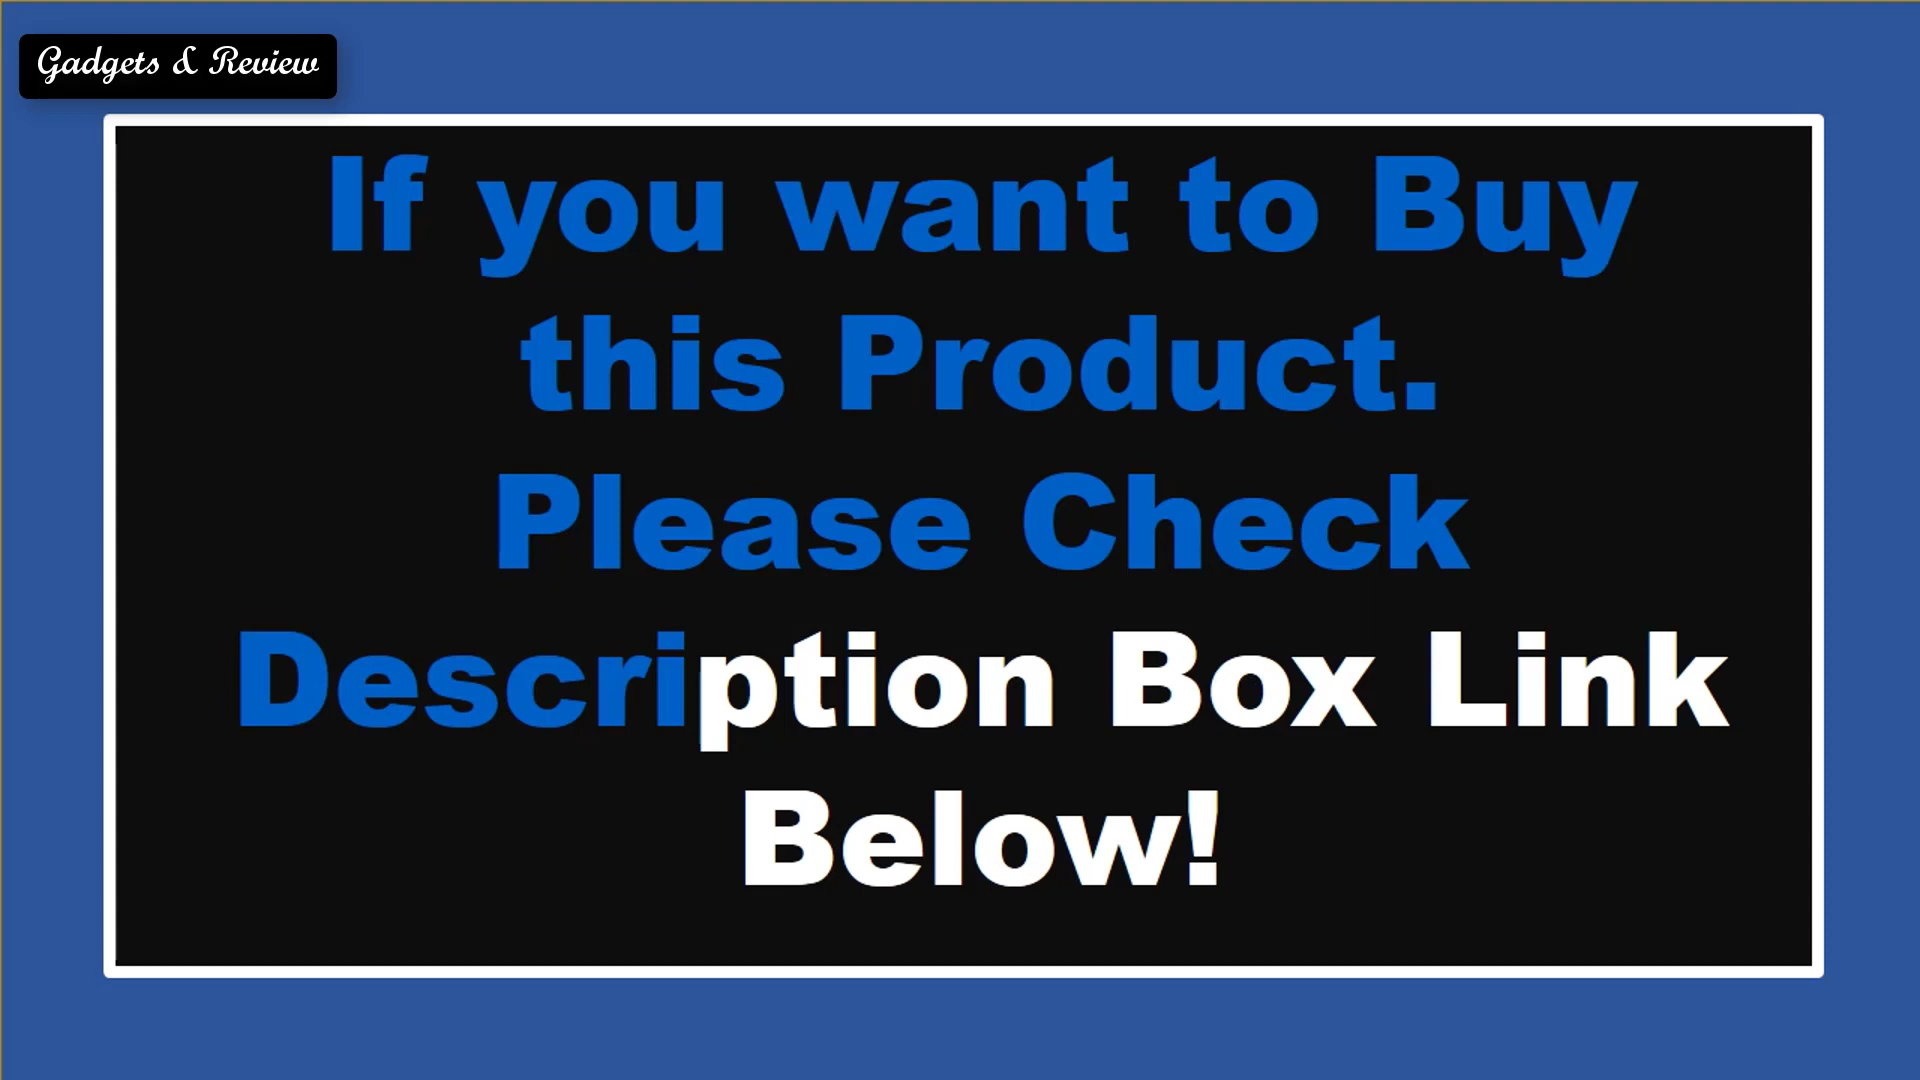 Gadgets & Review
If you want to Buy
this Product.
Please Check
Description Box Link
Below!